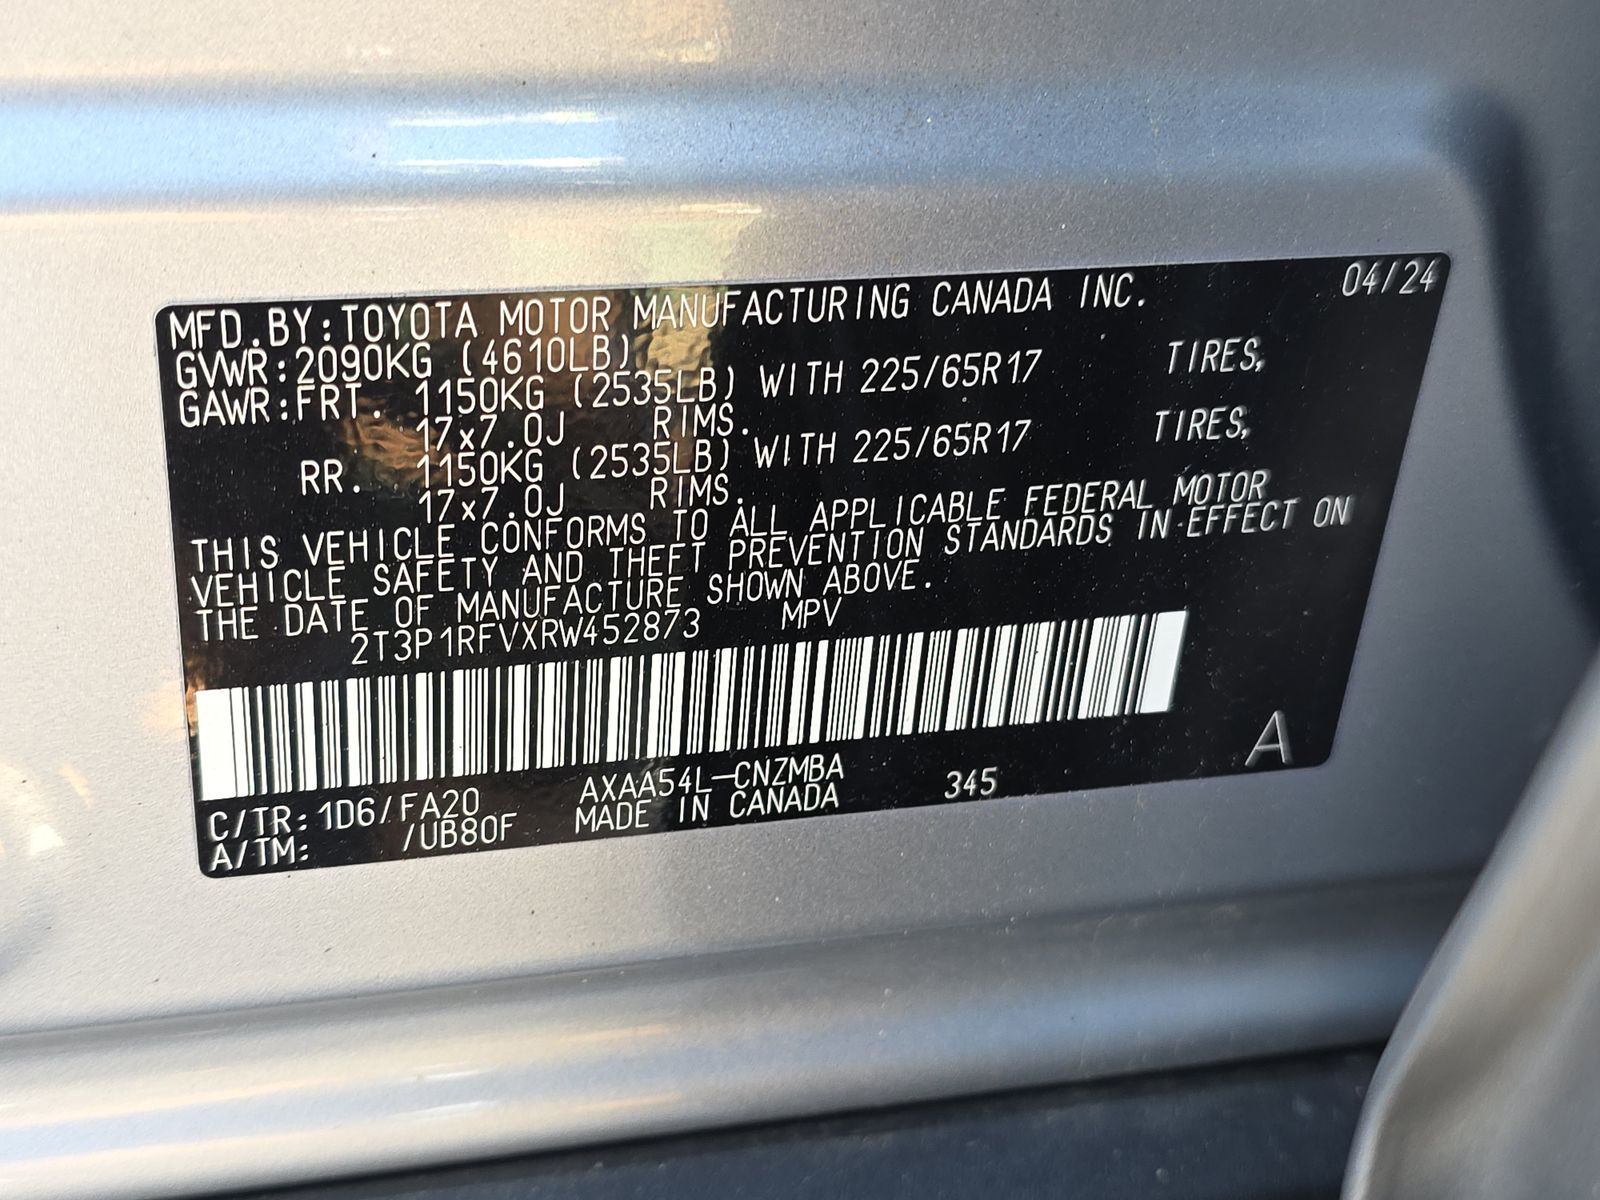 MFD.BY:TOYOTA MOTOR MANUFACTURING CANADA INC. 04/24
GVWR:2090KG (4610LB)
GAWR:FRT. 1150KG (2535LB) WITH 225/65R17 TIRES,
17x7.0J RIMS.
RR. 1150KG (2535LB) WITH 225/65R17 TIRES,
17x7.0J RIMS.
THIS VEHICLE CONFORMS TO ALL APPLICABLE FEDERAL MOTOR
VEHICLE SAFETY AND THEFT PREVENTION STANDARDS IN EFFECT ON
THE DATE OF MANUFACTURE SHOWN ABOVE.
2T3P1RFVXRW452873 MPV
C/TR:1D6/FA20 AXAA54L-CNZMBA 345 A
A/TM: /UB80F MADE IN CANADA